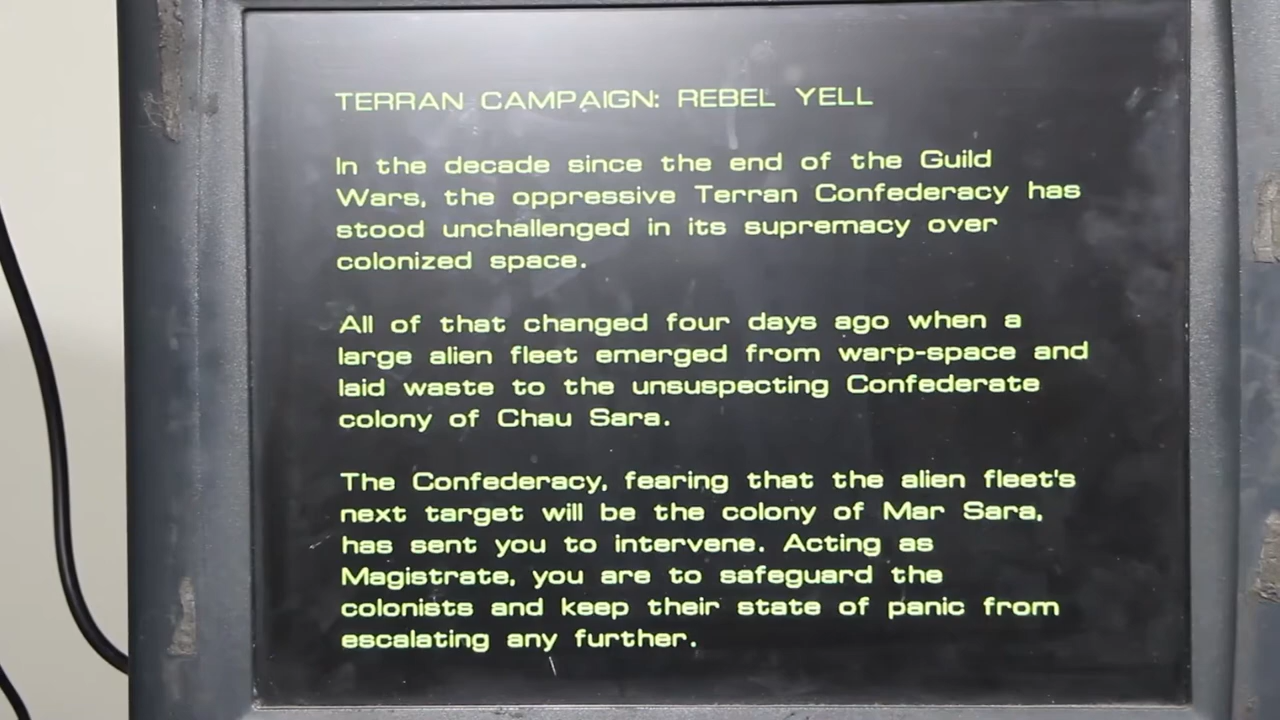 TERRAN CAMPAIGN: REBEL YELL
In the decade since the end of the Guild
Wars, the oppressive Terran Confederacy has
stood unchallenged in its supremacy over
colonized space.
All of that changed four days ago when a
large alien fleet emerged from warp-space and
laid waste to the unsuspecting Confederate
colony of Chau Sara.
The Confederacy, fearing that the alien fleet's
next target will be the colony of Mar Sara,
has sent you to intervene. Acting as
Magistrate, you are to safeguard the
colonists and keep their state of panic from
escalating any further.